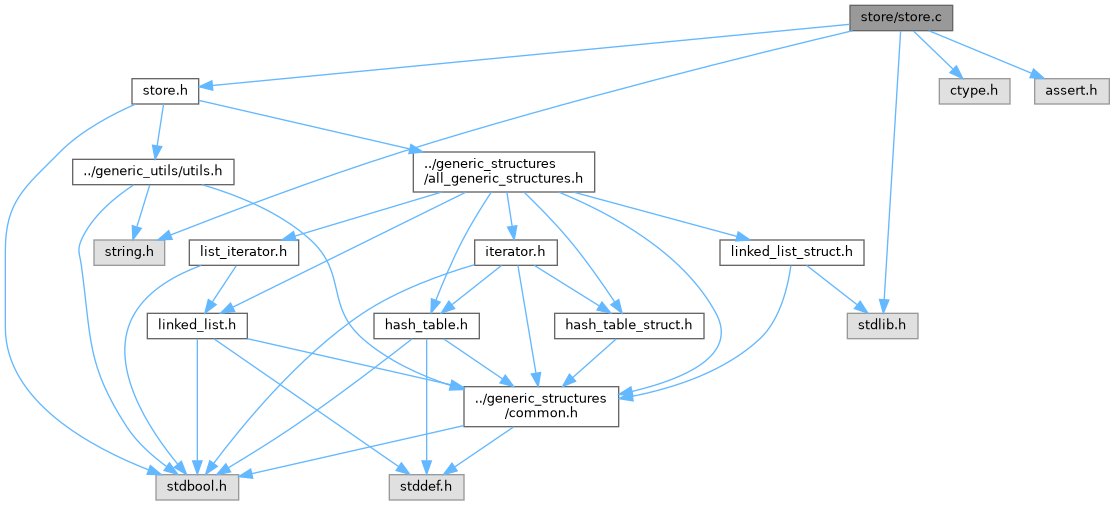 store/store.c
store.h
ctype.h
assert.h
../generic_utils/utils.h
../generic_structures
/all_generic_structures.h
string.h
list_iterator.h
iterator.h
linked_list_struct.h
linked_list.h
hash_table.h
hash_table_struct.h
stdlib.h
../generic_structures
/common.h
stdbool.h
stddef.h